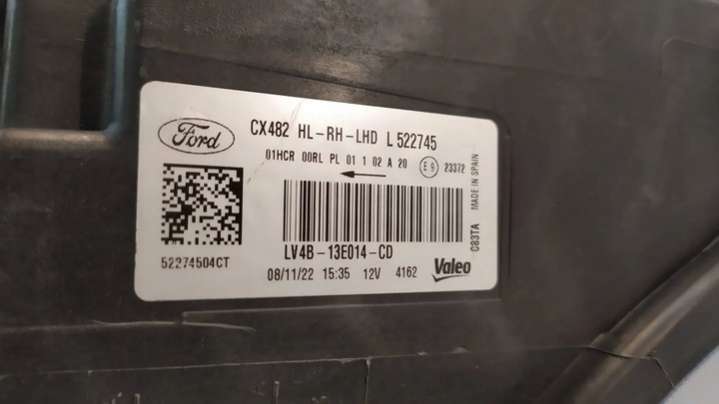 Ford
CX482 HL-RH-LHD L522745
01HCR 00RL PL 01 1 02 A 20 E9 23372
MADE IN SPAIN
C83TA
LV4B-13E014-CD
52274504CT
08/11/22 15:35 12V 4162 Valeo